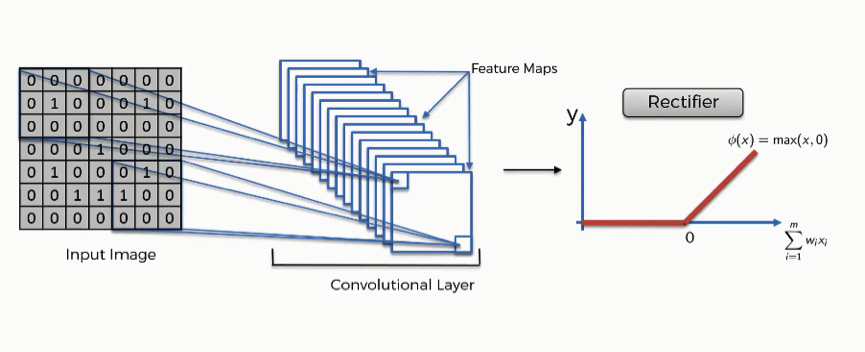 0 0 0 0 0 0 0
0 1 0 0 0 1 0
0 0 0 0 0 0 0
0 0 0 1 0 0 0
0 1 0 0 0 1 0
0 0 1 1 1 0 0
0 0 0 0 0 0 0
Input Image
Feature Maps
Convolutional Layer
Rectifier
y
ϕ(x) = max(x, 0)
0
m
∑ wᵢxᵢ
i=1